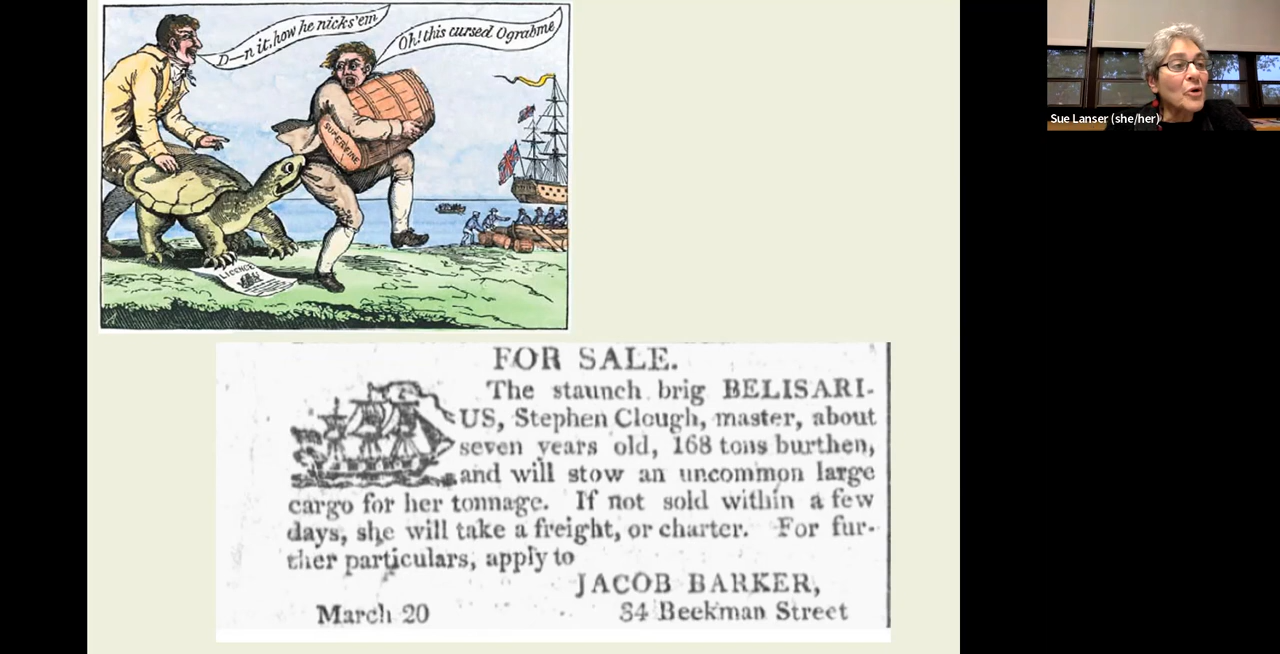 D—n it, how he nicks'em
Oh! this cursed Ograbme
SUPERFINE
LICENCE
FOR SALE.
The staunch brig BELISARI-
US, Stephen Clough, master, about
seven years old, 168 tons burthen,
and will stow an uncommon large
cargo for her tonnage. If not sold within a few
days, she will take a freight, or charter. For fur-
ther particulars, apply to
JACOB BARKER,
March 20 34 Beekman Street
Sue Lanser (she/her)